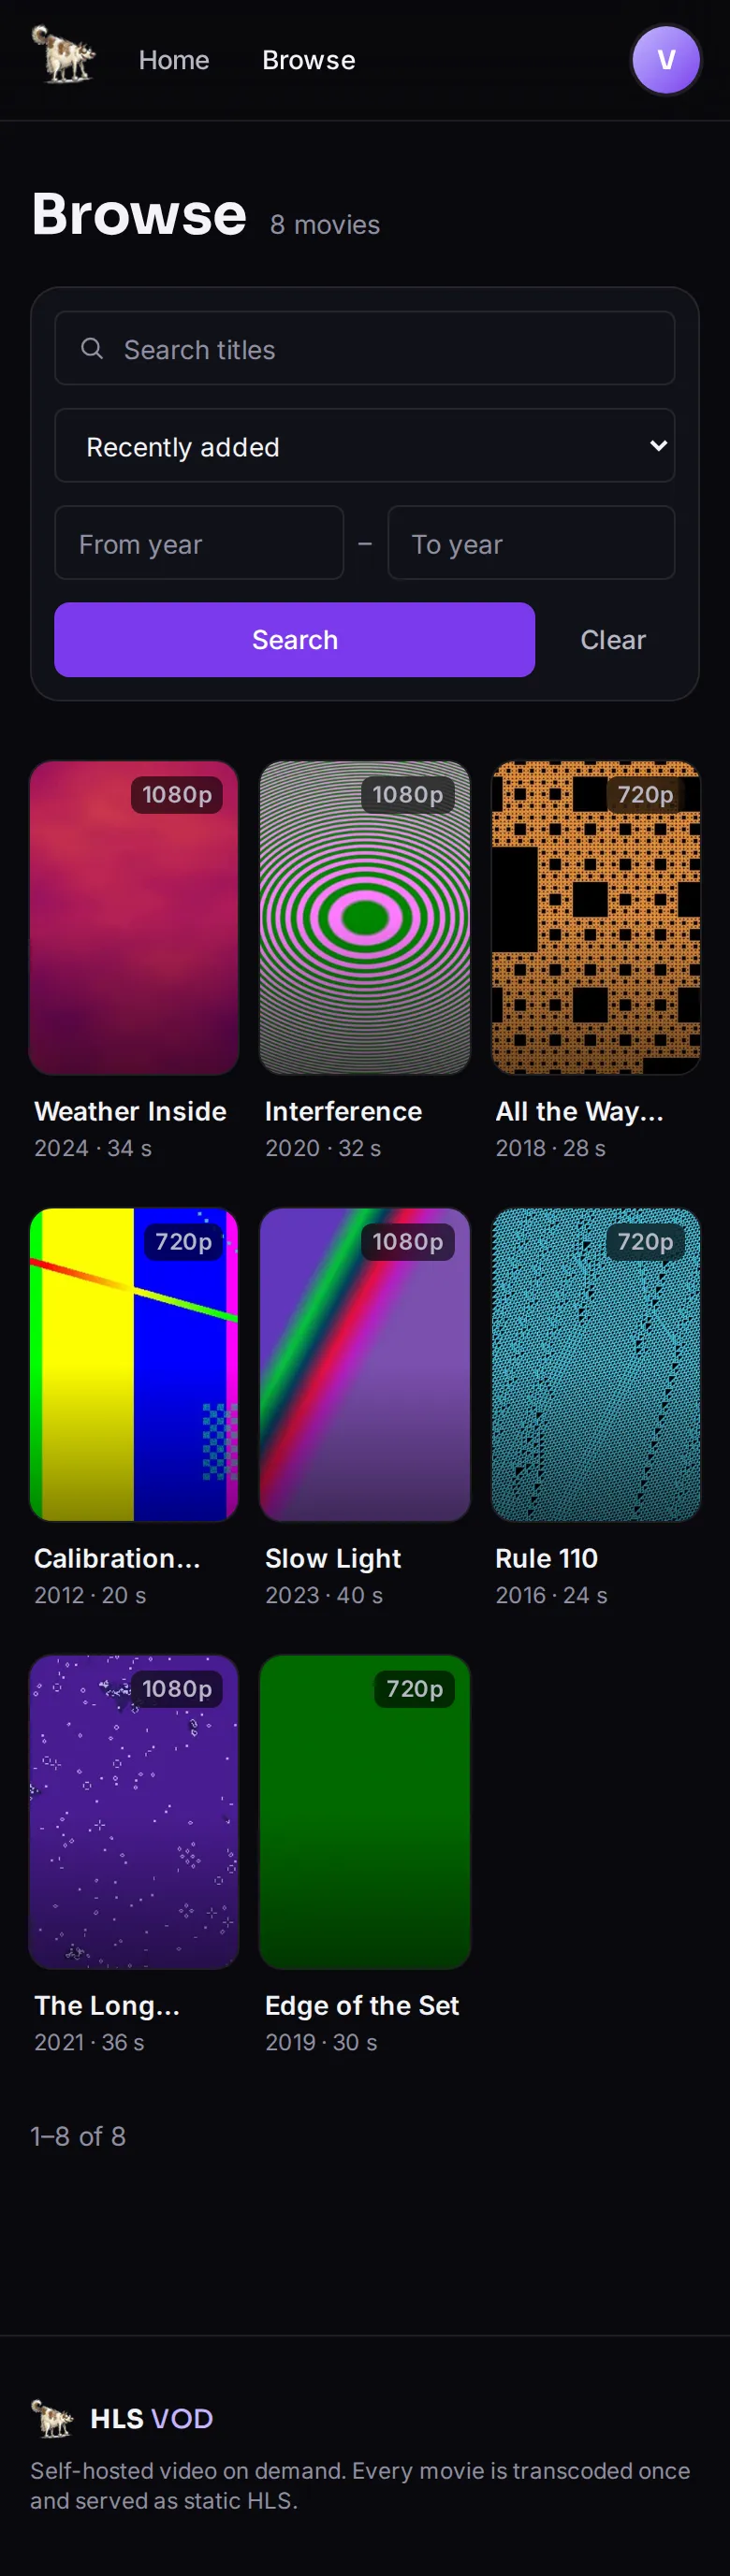 Home Browse V
Browse 8 movies
Search titles
Recently added
From year – To year
Search Clear
1080p 1080p 720p
Weather Inside Interference All the Way...
2024 · 34 s 2020 · 32 s 2018 · 28 s
720p 1080p 720p
Calibration... Slow Light Rule 110
2012 · 20 s 2023 · 40 s 2016 · 24 s
1080p 720p
The Long... Edge of the Set
2021 · 36 s 2019 · 30 s
1–8 of 8
HLS VOD
Self-hosted video on demand. Every movie is transcoded once
and served as static HLS.